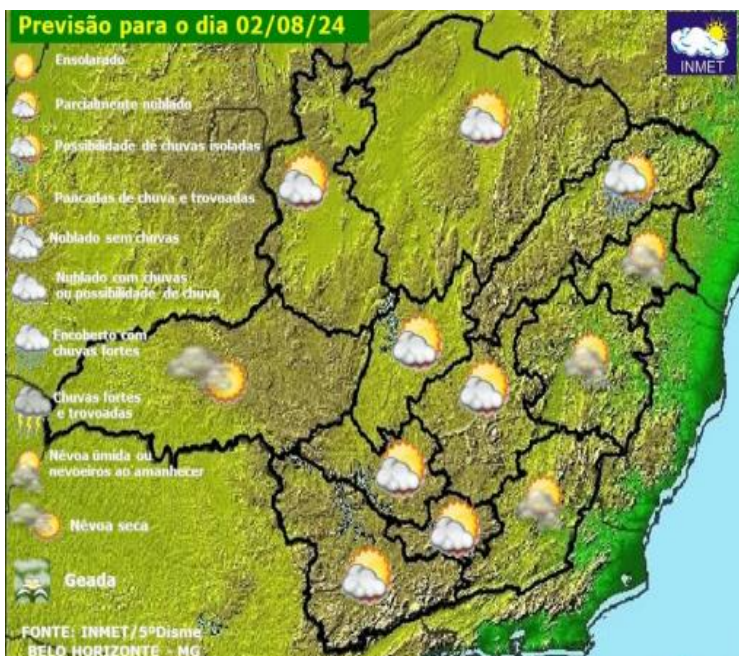 Previsão para o dia 02/08/24
INMET
Ensolarado
Parcialmente noblado
Possibilidade de chuvas isoladas
Pancadas de chuva e trovoadas
Noblado sem chuvas
Nublado com chuvas
ou possibilidade de chuva
Encoberto com
chuvas fortes
Chuvas fortes
e trovoadas
Névoa úmida ou
nevoeiros ao amanhecer
Névoa seca
Geada
FONTE: INMET/5ºDisme
BELO HORIZONTE - MG